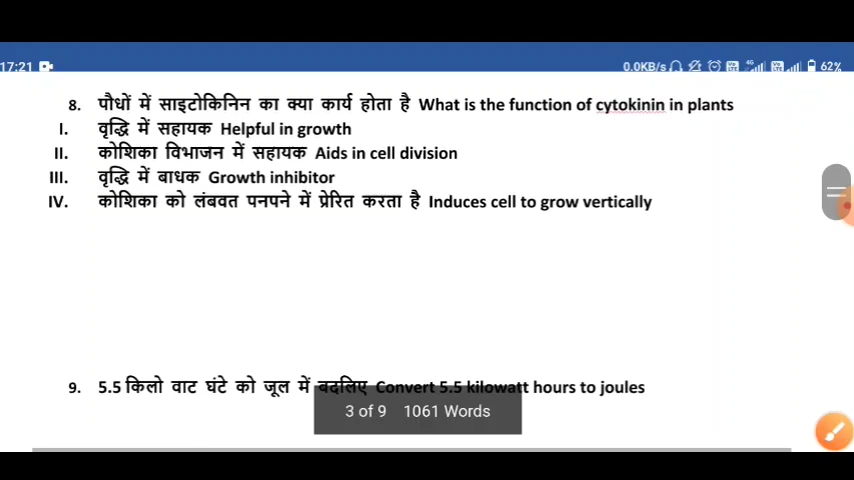 17:21 0.0KB/s 4G 62%
8. पौधों में साइटोकिनिन का क्या कार्य होता है What is the function of cytokinin in plants
I. वृद्धि में सहायक Helpful in growth
II. कोशिका विभाजन में सहायक Aids in cell division
III. वृद्धि में बाधक Growth inhibitor
IV. कोशिका को लंबवत पनपने में प्रेरित करता है Induces cell to grow vertically
9. 5.5 किलो वाट घंटे को जूल में बदलिए Convert 5.5 kilowatt hours to joules
3 of 9 1061 Words